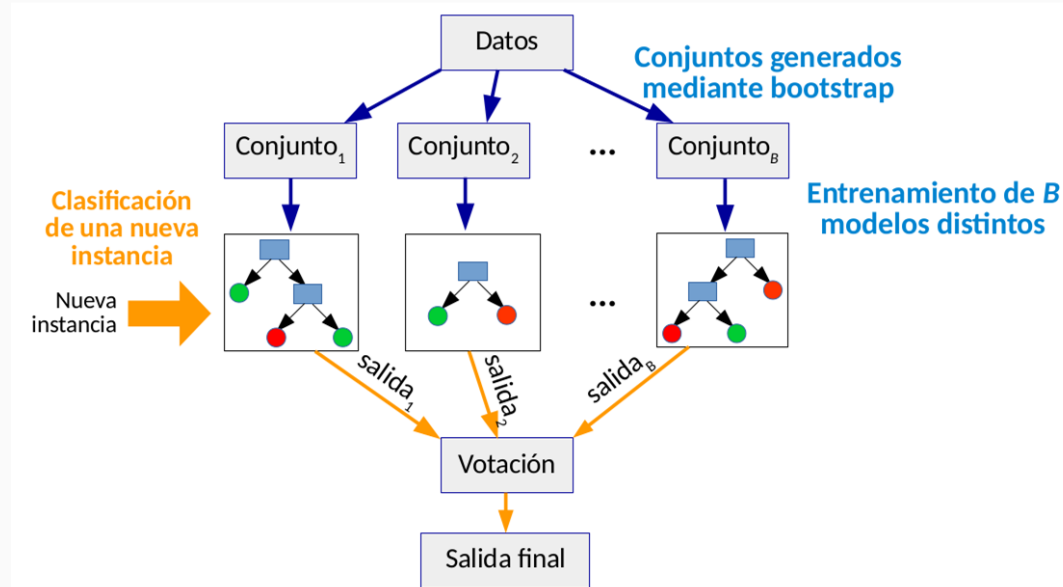 Datos
Conjuntos generados
mediante bootstrap
Conjunto1
Conjunto2
...
ConjuntoB
Clasificación
de una nueva
instancia
Entrenamiento de B
modelos distintos
Nueva
instancia
...
salida1
salida2
salidaB
Votación
Salida final